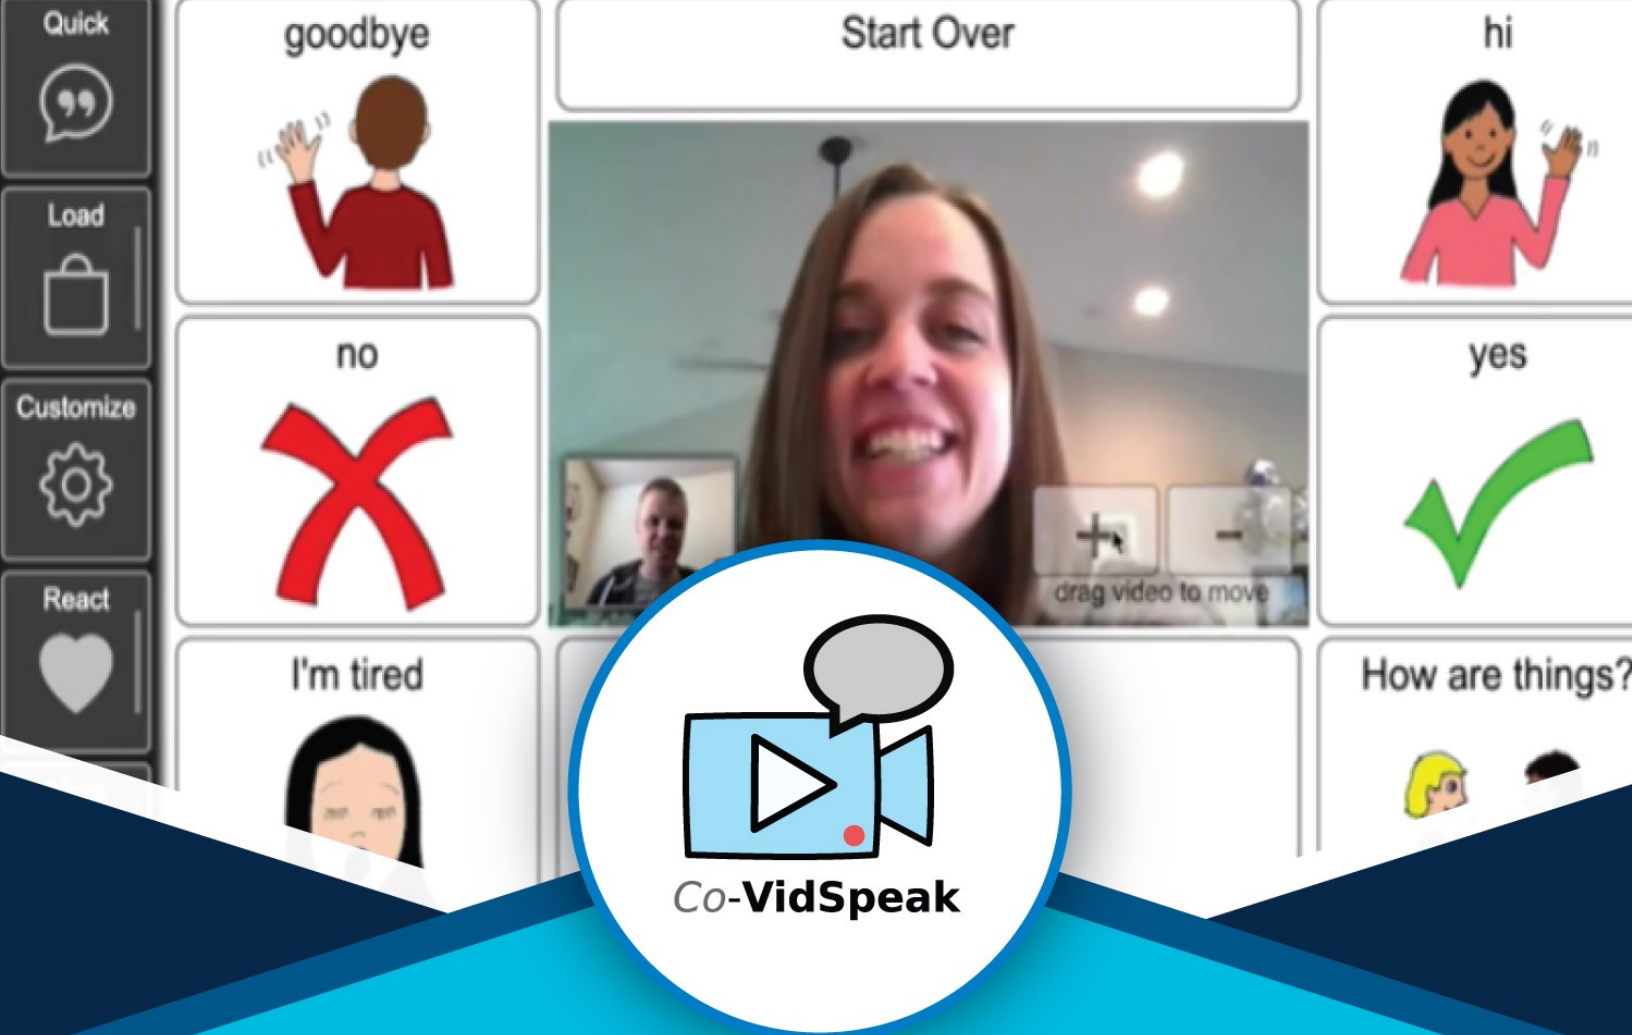 Quick
goodbye
Start Over
hi
Load
no
yes
Customize
React
drag video to move
I'm tired
How are things?
Co-VidSpeak